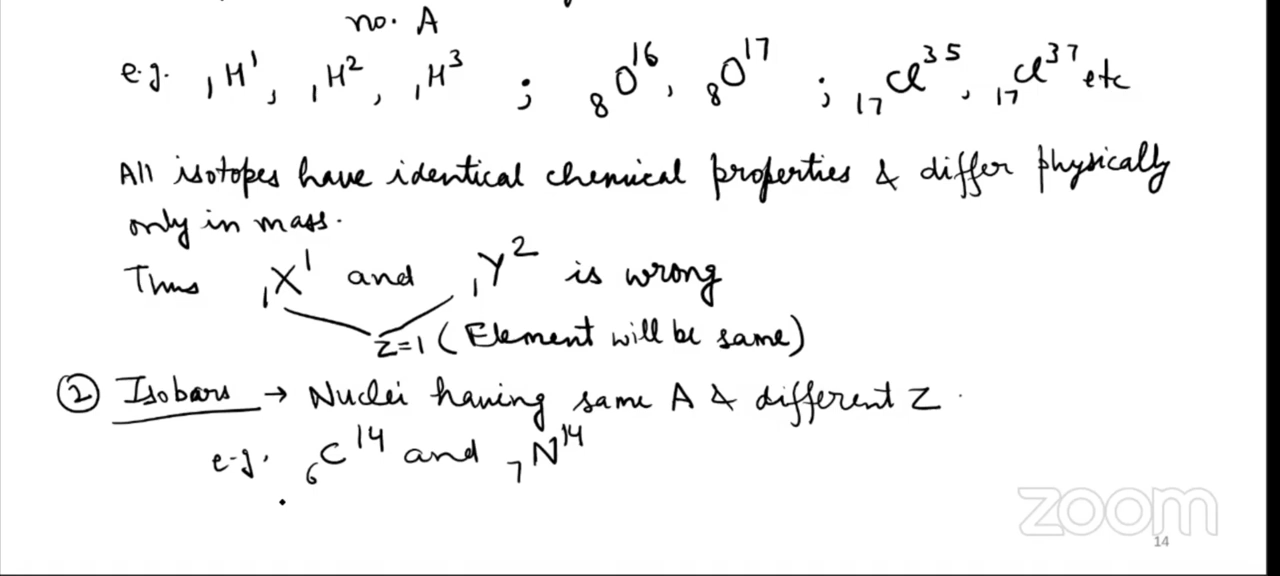 no. A
e.g. ₁H¹, ₁H², ₁H³ ; ₈O¹⁶, ₈O¹⁷ ; ₁₇Cl³⁵, ₁₇Cl³⁷ etc
All isotopes have identical chemical properties & differ physically
only in mass.
Thus ₁X¹ and ₁Y² is wrong
Z=1 (Element will be same)
② Isobars → Nuclei having same A & different Z.
e.g. ₆C¹⁴ and ₇N¹⁴
zoom
14